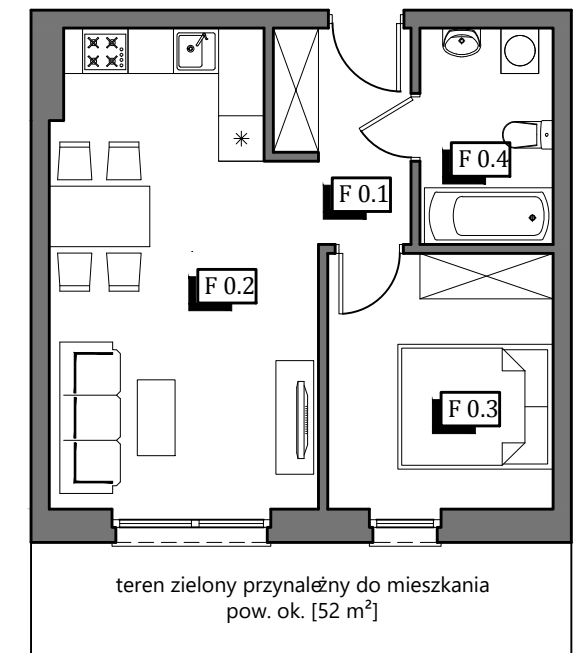 F 0.4
F 0.1
F 0.2
F 0.3
teren zielony przynależny do mieszkania
pow. ok. [52 m²]